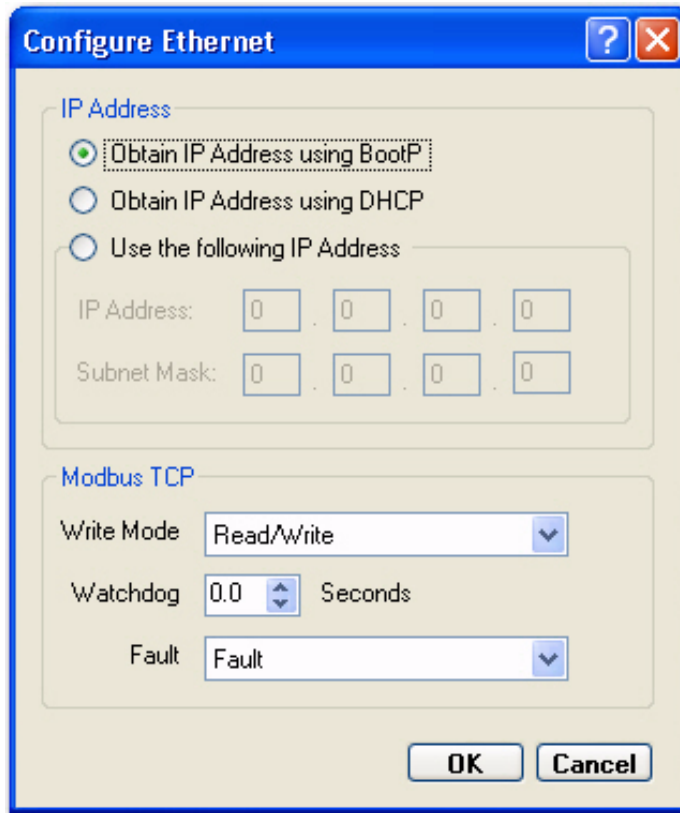 Configure Ethernet
IP Address
Obtain IP Address using BootP
Obtain IP Address using DHCP
Use the following IP Address
IP Address: 0 . 0 . 0 . 0
Subnet Mask: 0 . 0 . 0 . 0
Modbus TCP
Write Mode Read/Write
Watchdog 0.0 Seconds
Fault Fault
OK Cancel